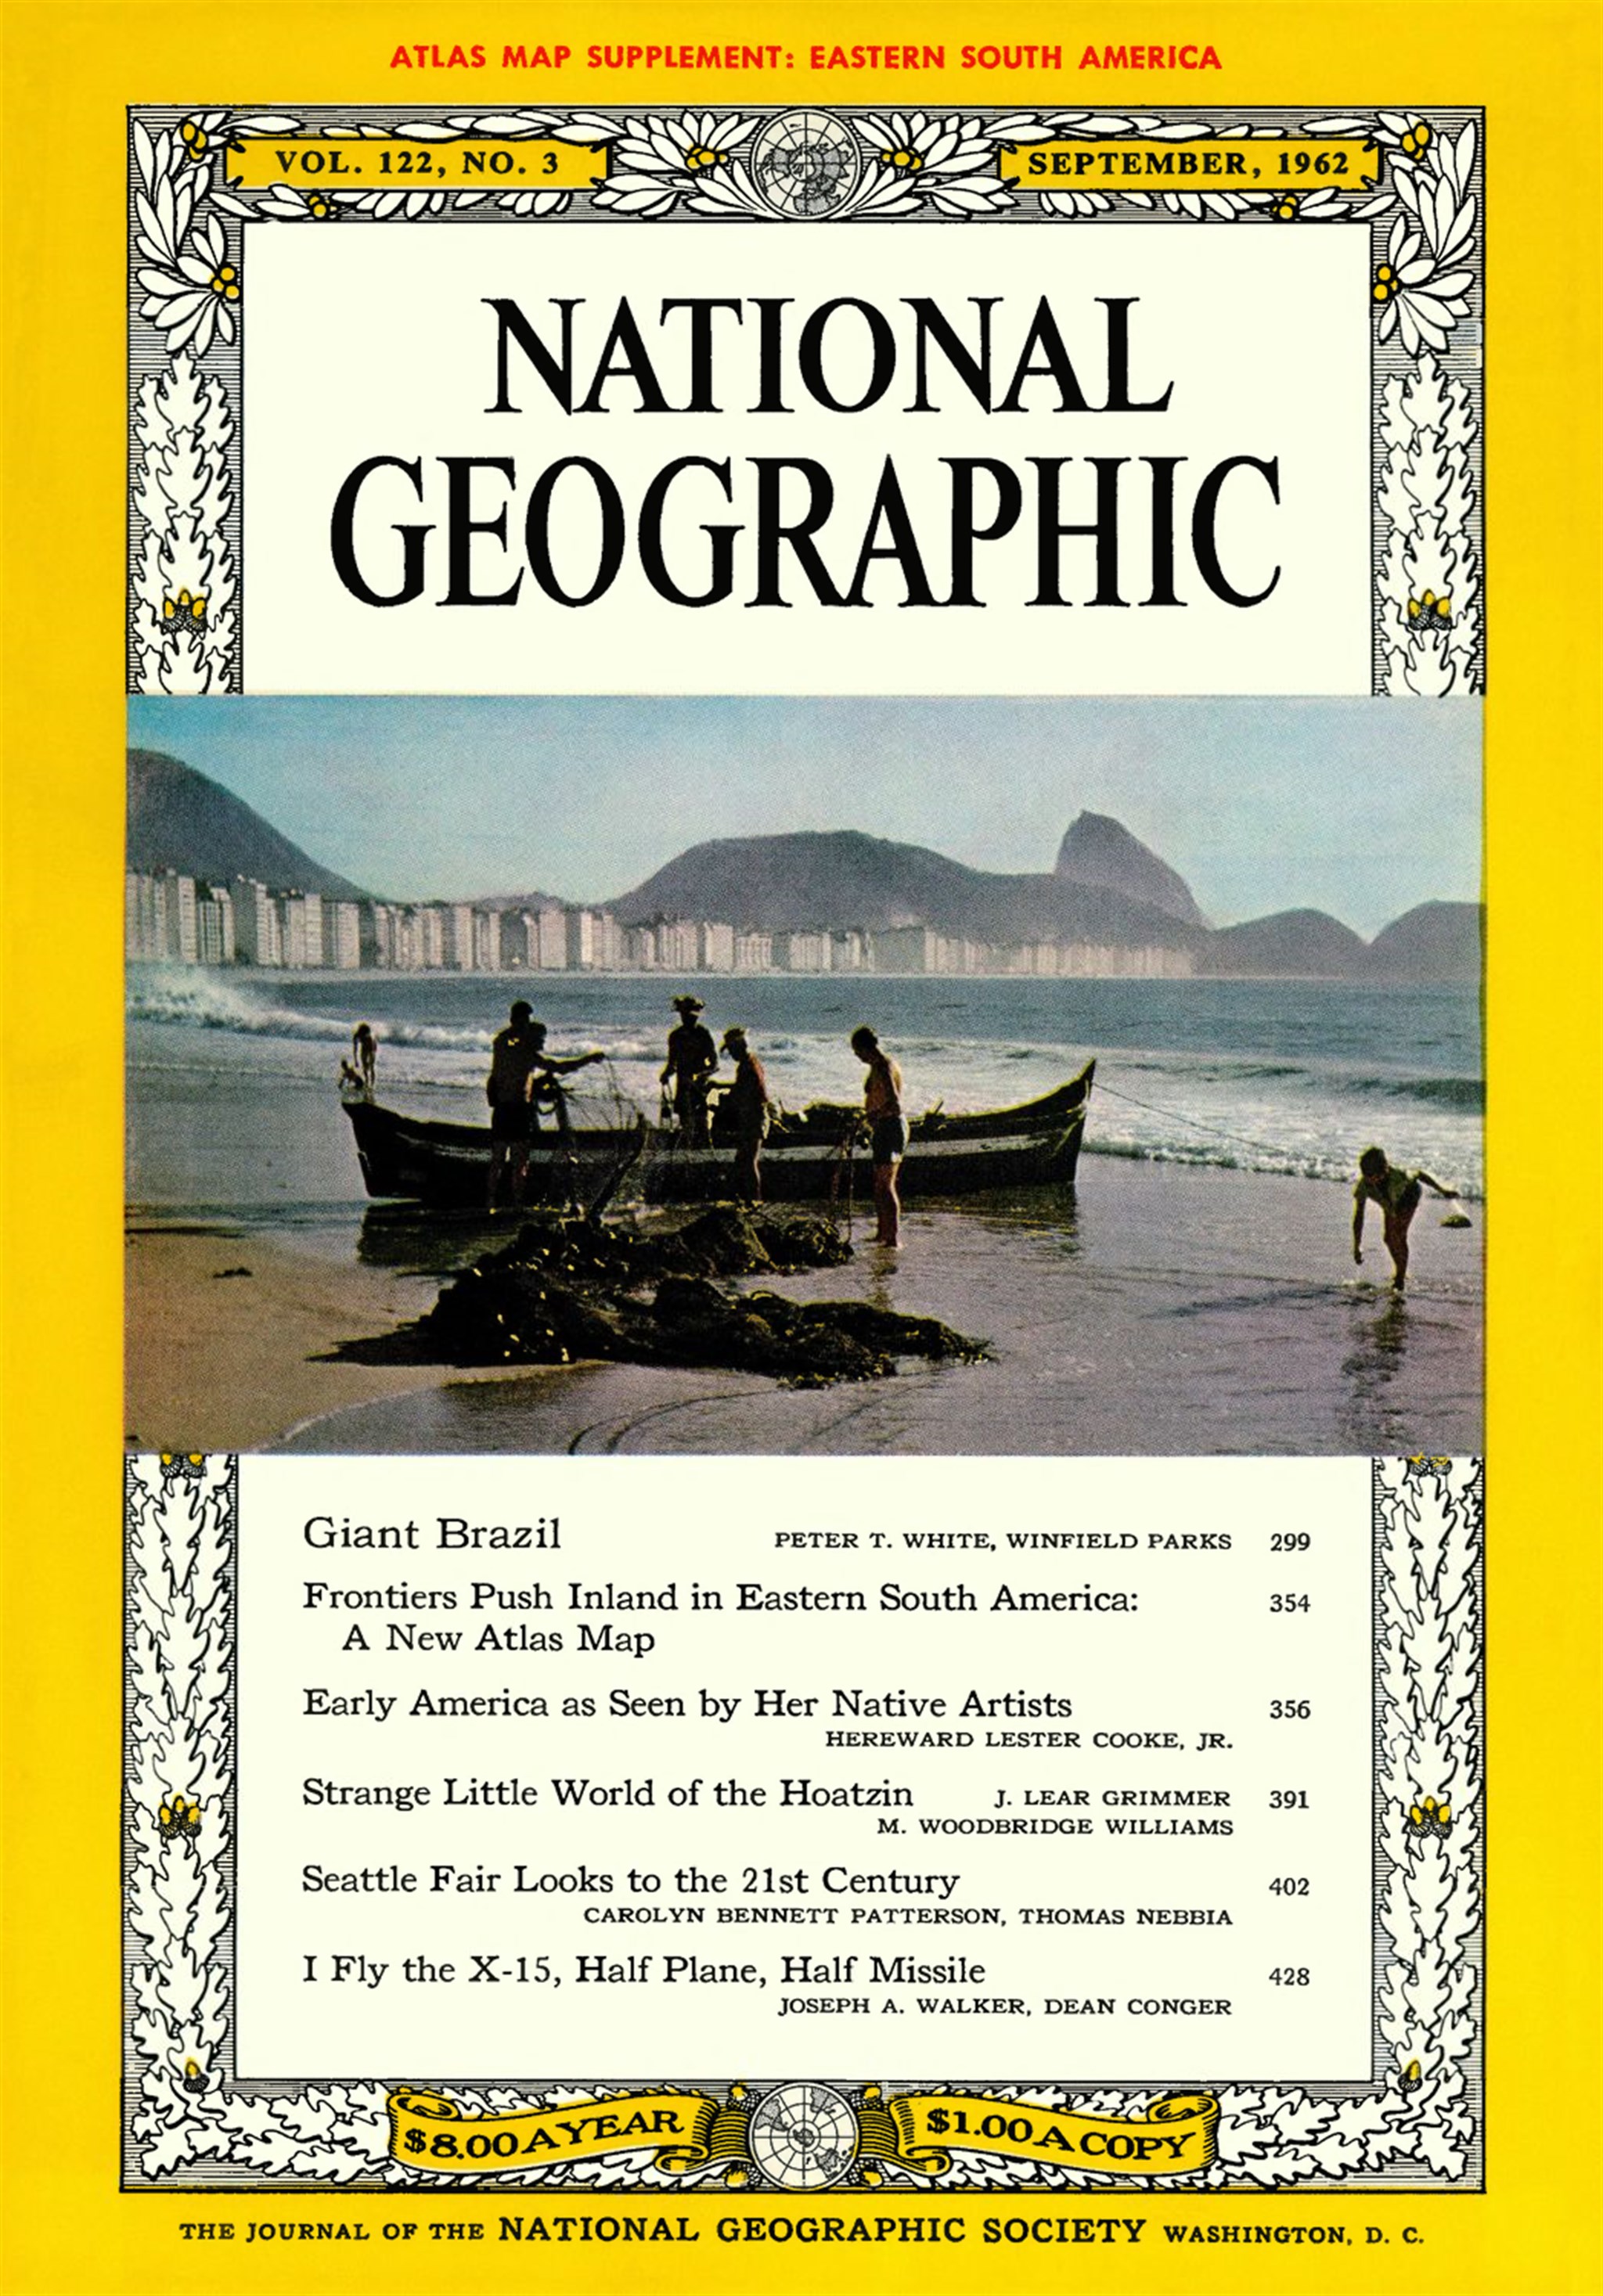 ATLAS MAP SUPPLEMENT: EASTERN SOUTH AMERICA
VOL. 122, NO. 3
SEPTEMBER, 1962
NATIONAL
GEOGRAPHIC
Giant Brazil PETER T. WHITE, WINFIELD PARKS 299
Frontiers Push Inland in Eastern South America: 354
A New Atlas Map
Early America as Seen by Her Native Artists 356
HEREWARD LESTER COOKE, JR.
Strange Little World of the Hoatzin J. LEAR GRIMMER 391
M. WOODBRIDGE WILLIAMS
Seattle Fair Looks to the 21st Century 402
CAROLYN BENNETT PATTERSON, THOMAS NEBBIA
I Fly the X-15, Half Plane, Half Missile 428
JOSEPH A. WALKER, DEAN CONGER
$8.00 A YEAR
$1.00 A COPY
THE JOURNAL OF THE NATIONAL GEOGRAPHIC SOCIETY WASHINGTON, D. C.